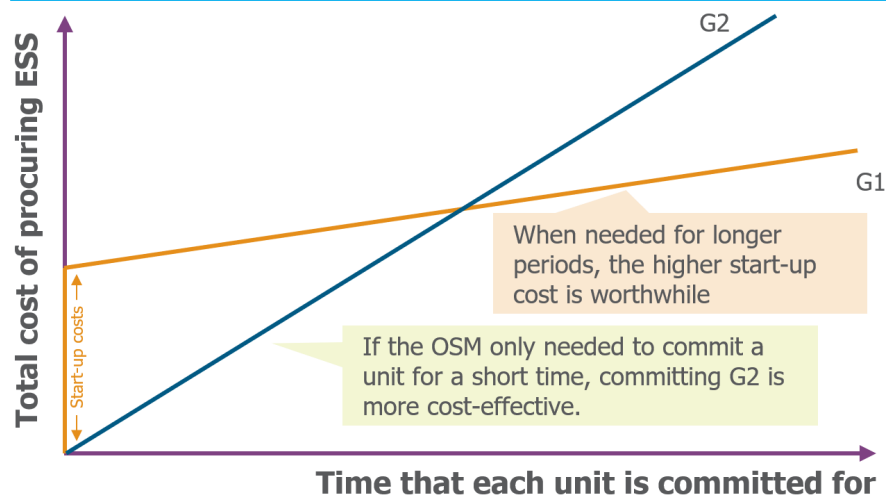 Total cost of procuring ESS
Start-up costs
G2
G1
When needed for longer
periods, the higher start-up
cost is worthwhile
If the OSM only needed to commit a
unit for a short time, committing G2 is
more cost-effective.
Time that each unit is committed for